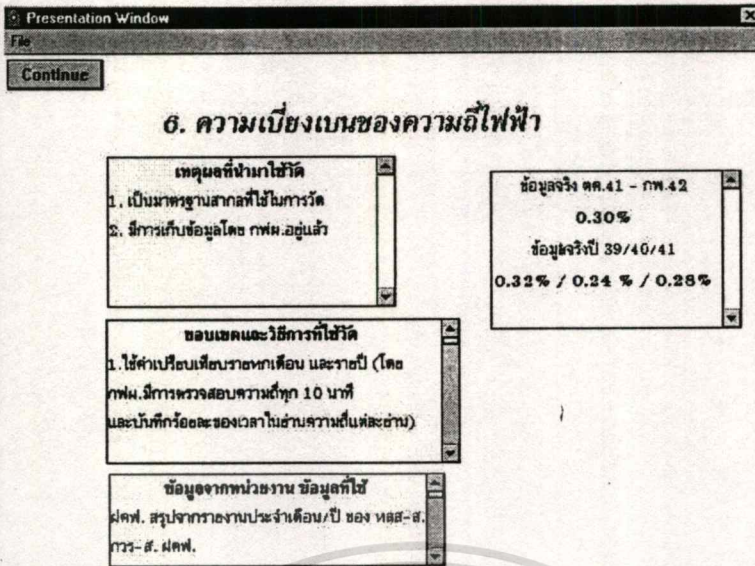 Presentation Window
File
Continue
6. ความเบี่ยงเบนของความถี่ไฟฟ้า
เหตุผลที่นำมาใช้วัด
1. เป็นมาตรฐานสากลที่ใช้ในการวัด
2. มีการเก็บข้อมูลโดย กฟผ.อยู่แล้ว
ข้อมูลจริง ตค.41 - กพ.42
0.30%
ข้อมูลจริงปี 39/40/41
0.32% / 0.24 % / 0.28%
ขอบเขตและวิธีการที่ใช้วัด
1.ใช้ค่าเปรียบเทียบรายหกเดือน และรายปี (โดย
กฟผ.มีการตรวจสอบความถี่ทุก 10 นาที
และบันทึกร้อยละของเวลาในย่านความถี่แต่ละย่าน)
ข้อมูลจากหน่วยงาน ข้อมูลที่ใช้
ฝคฟ. สรุปจากรายงานประจำเดือน/ปี ของ หสส-ส.
กวร-ส. ฝคฟ.